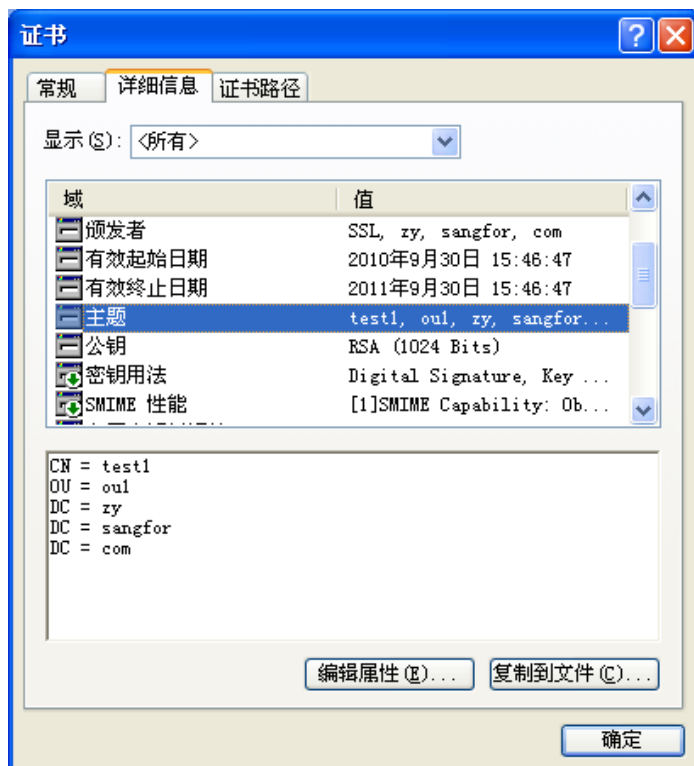 证书
常规 详细信息 证书路径
显示(S): <所有>
域 值
颁发者 SSL, zy, sangfor, com
有效起始日期 2010年9月30日 15:46:47
有效终止日期 2011年9月30日 15:46:47
主题 test1, ou1, zy, sangfor...
公钥 RSA (1024 Bits)
密钥用法 Digital Signature, Key ...
SMIME 性能 [1]SMIME Capability: Ob...
CN = test1
OU = ou1
DC = zy
DC = sangfor
DC = com
编辑属性(E)... 复制到文件(C)...
确定